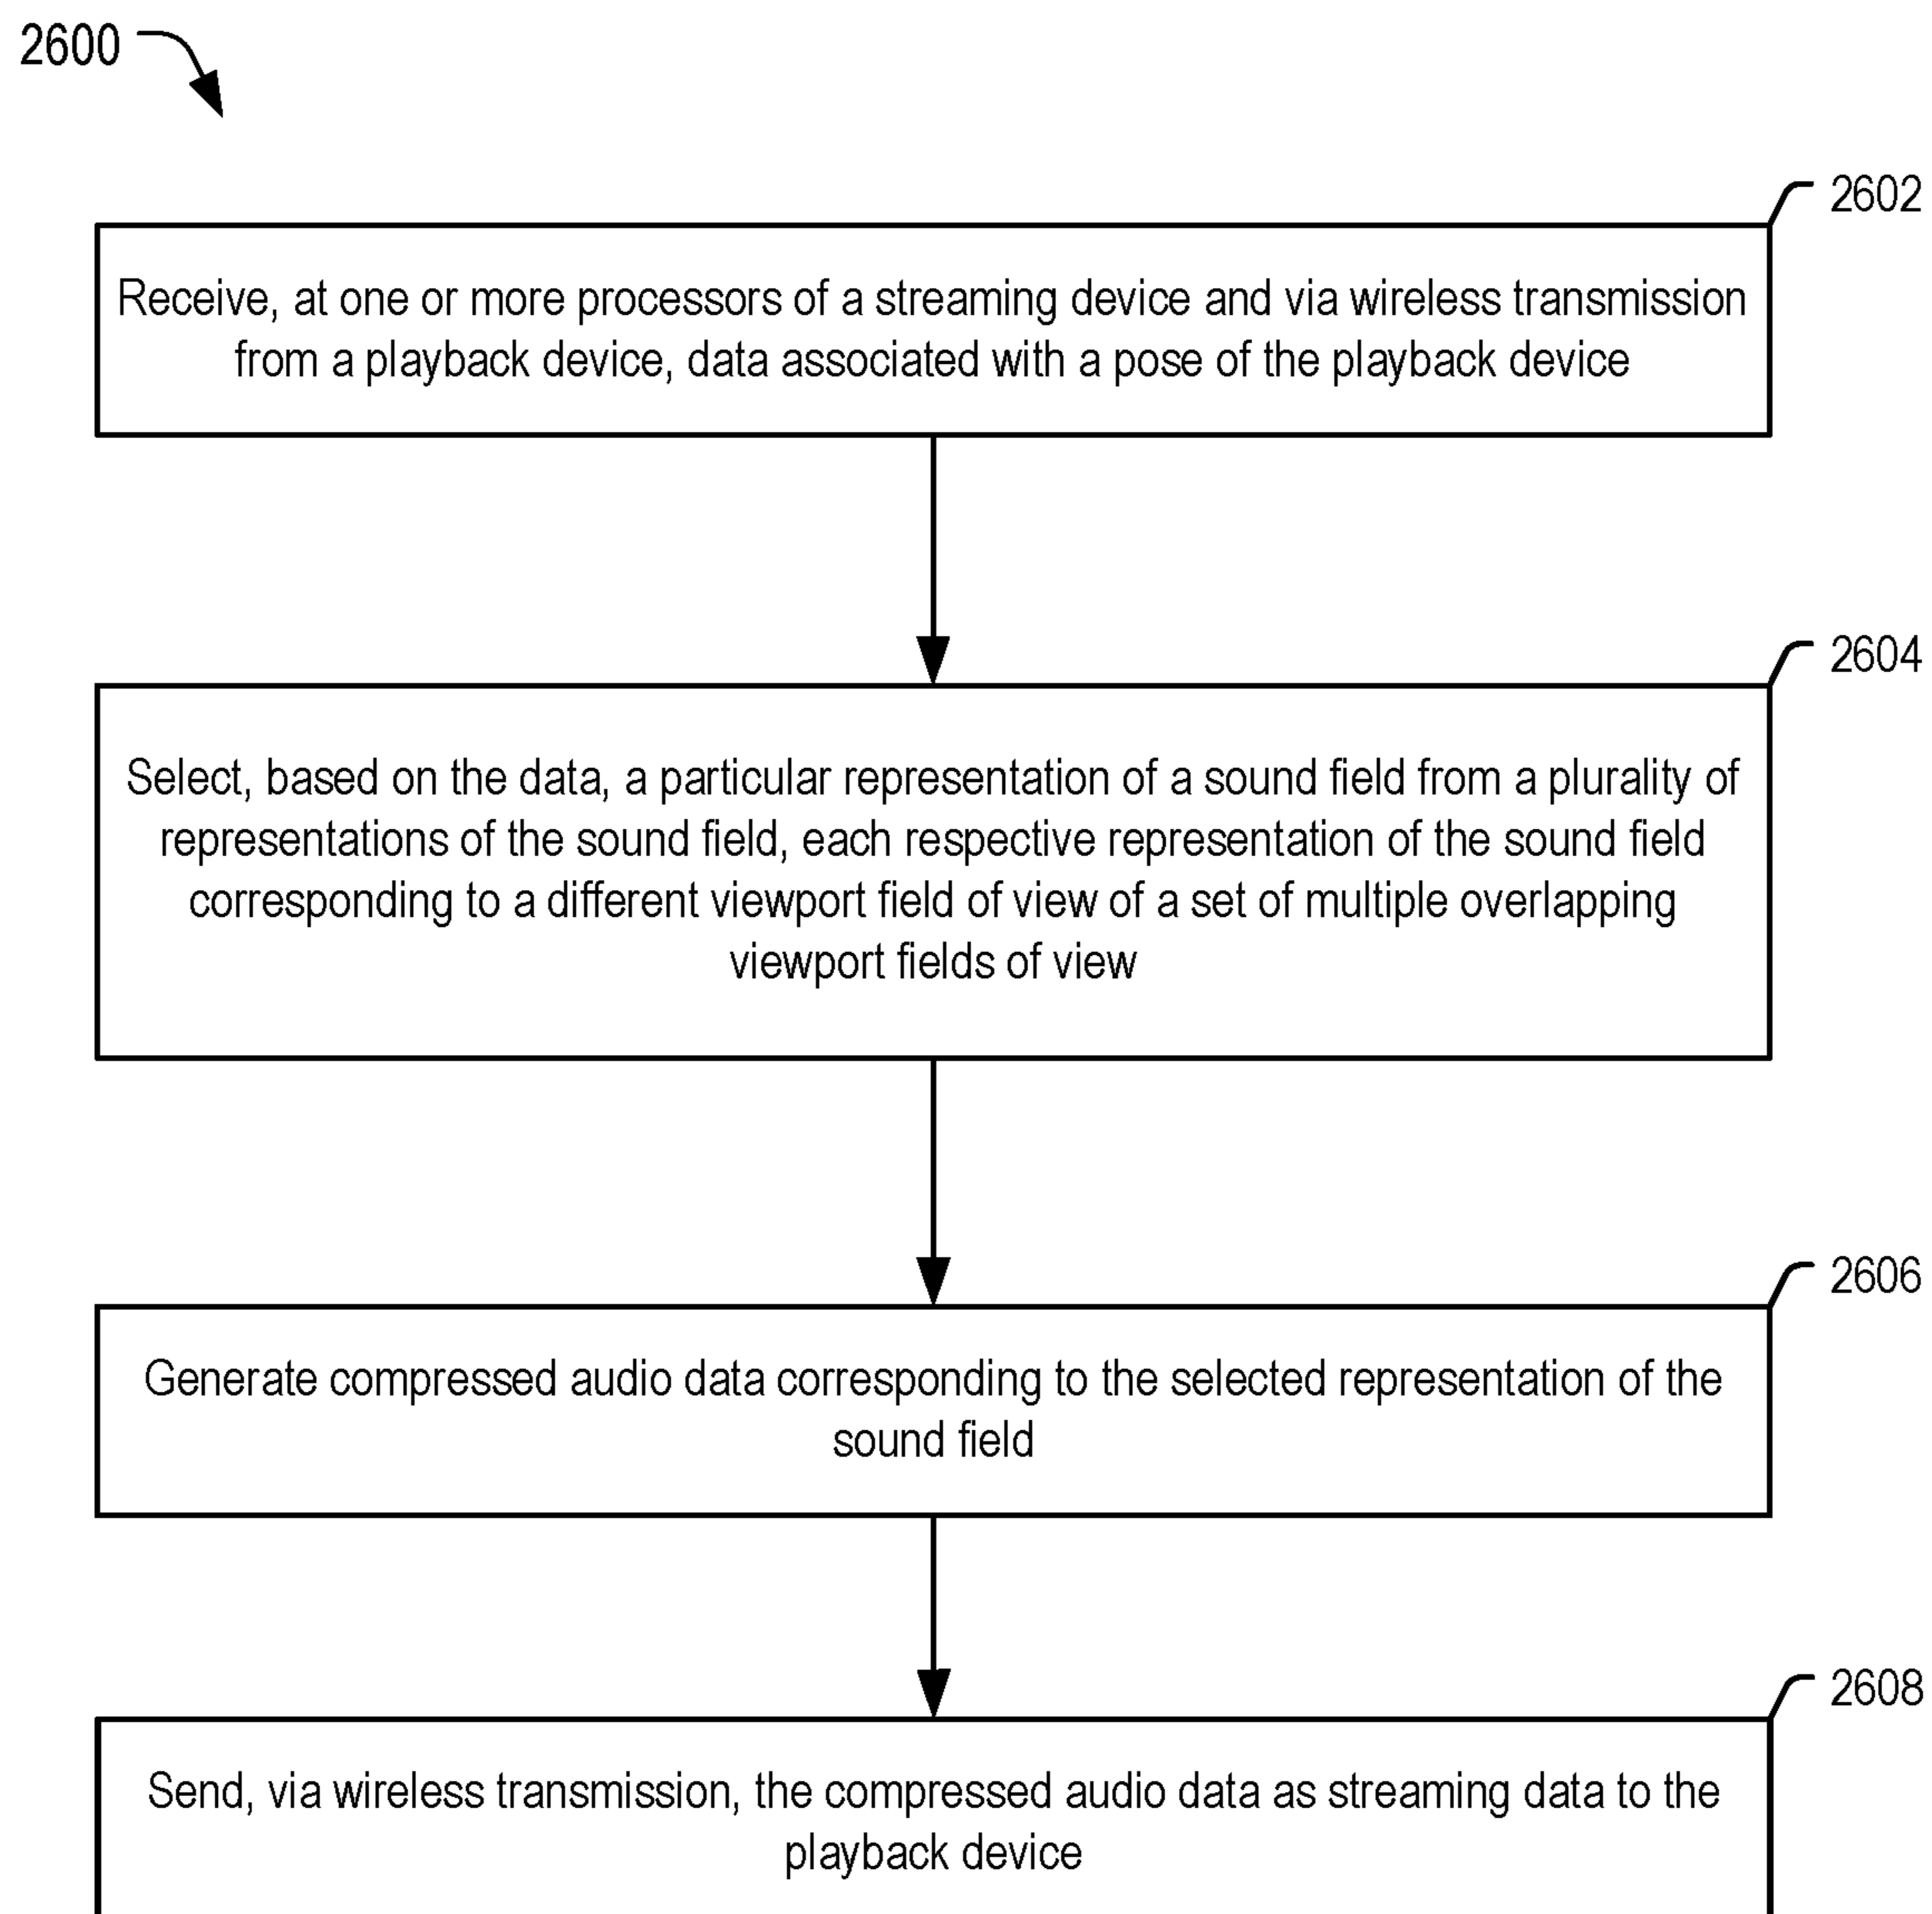 2600
2602
Receive, at one or more processors of a streaming device and via wireless transmission
from a playback device, data associated with a pose of the playback device
2604
Select, based on the data, a particular representation of a sound field from a plurality of
representations of the sound field, each respective representation of the sound field
corresponding to a different viewport field of view of a set of multiple overlapping
viewport fields of view
2606
Generate compressed audio data corresponding to the selected representation of the
sound field
2608
Send, via wireless transmission, the compressed audio data as streaming data to the
playback device